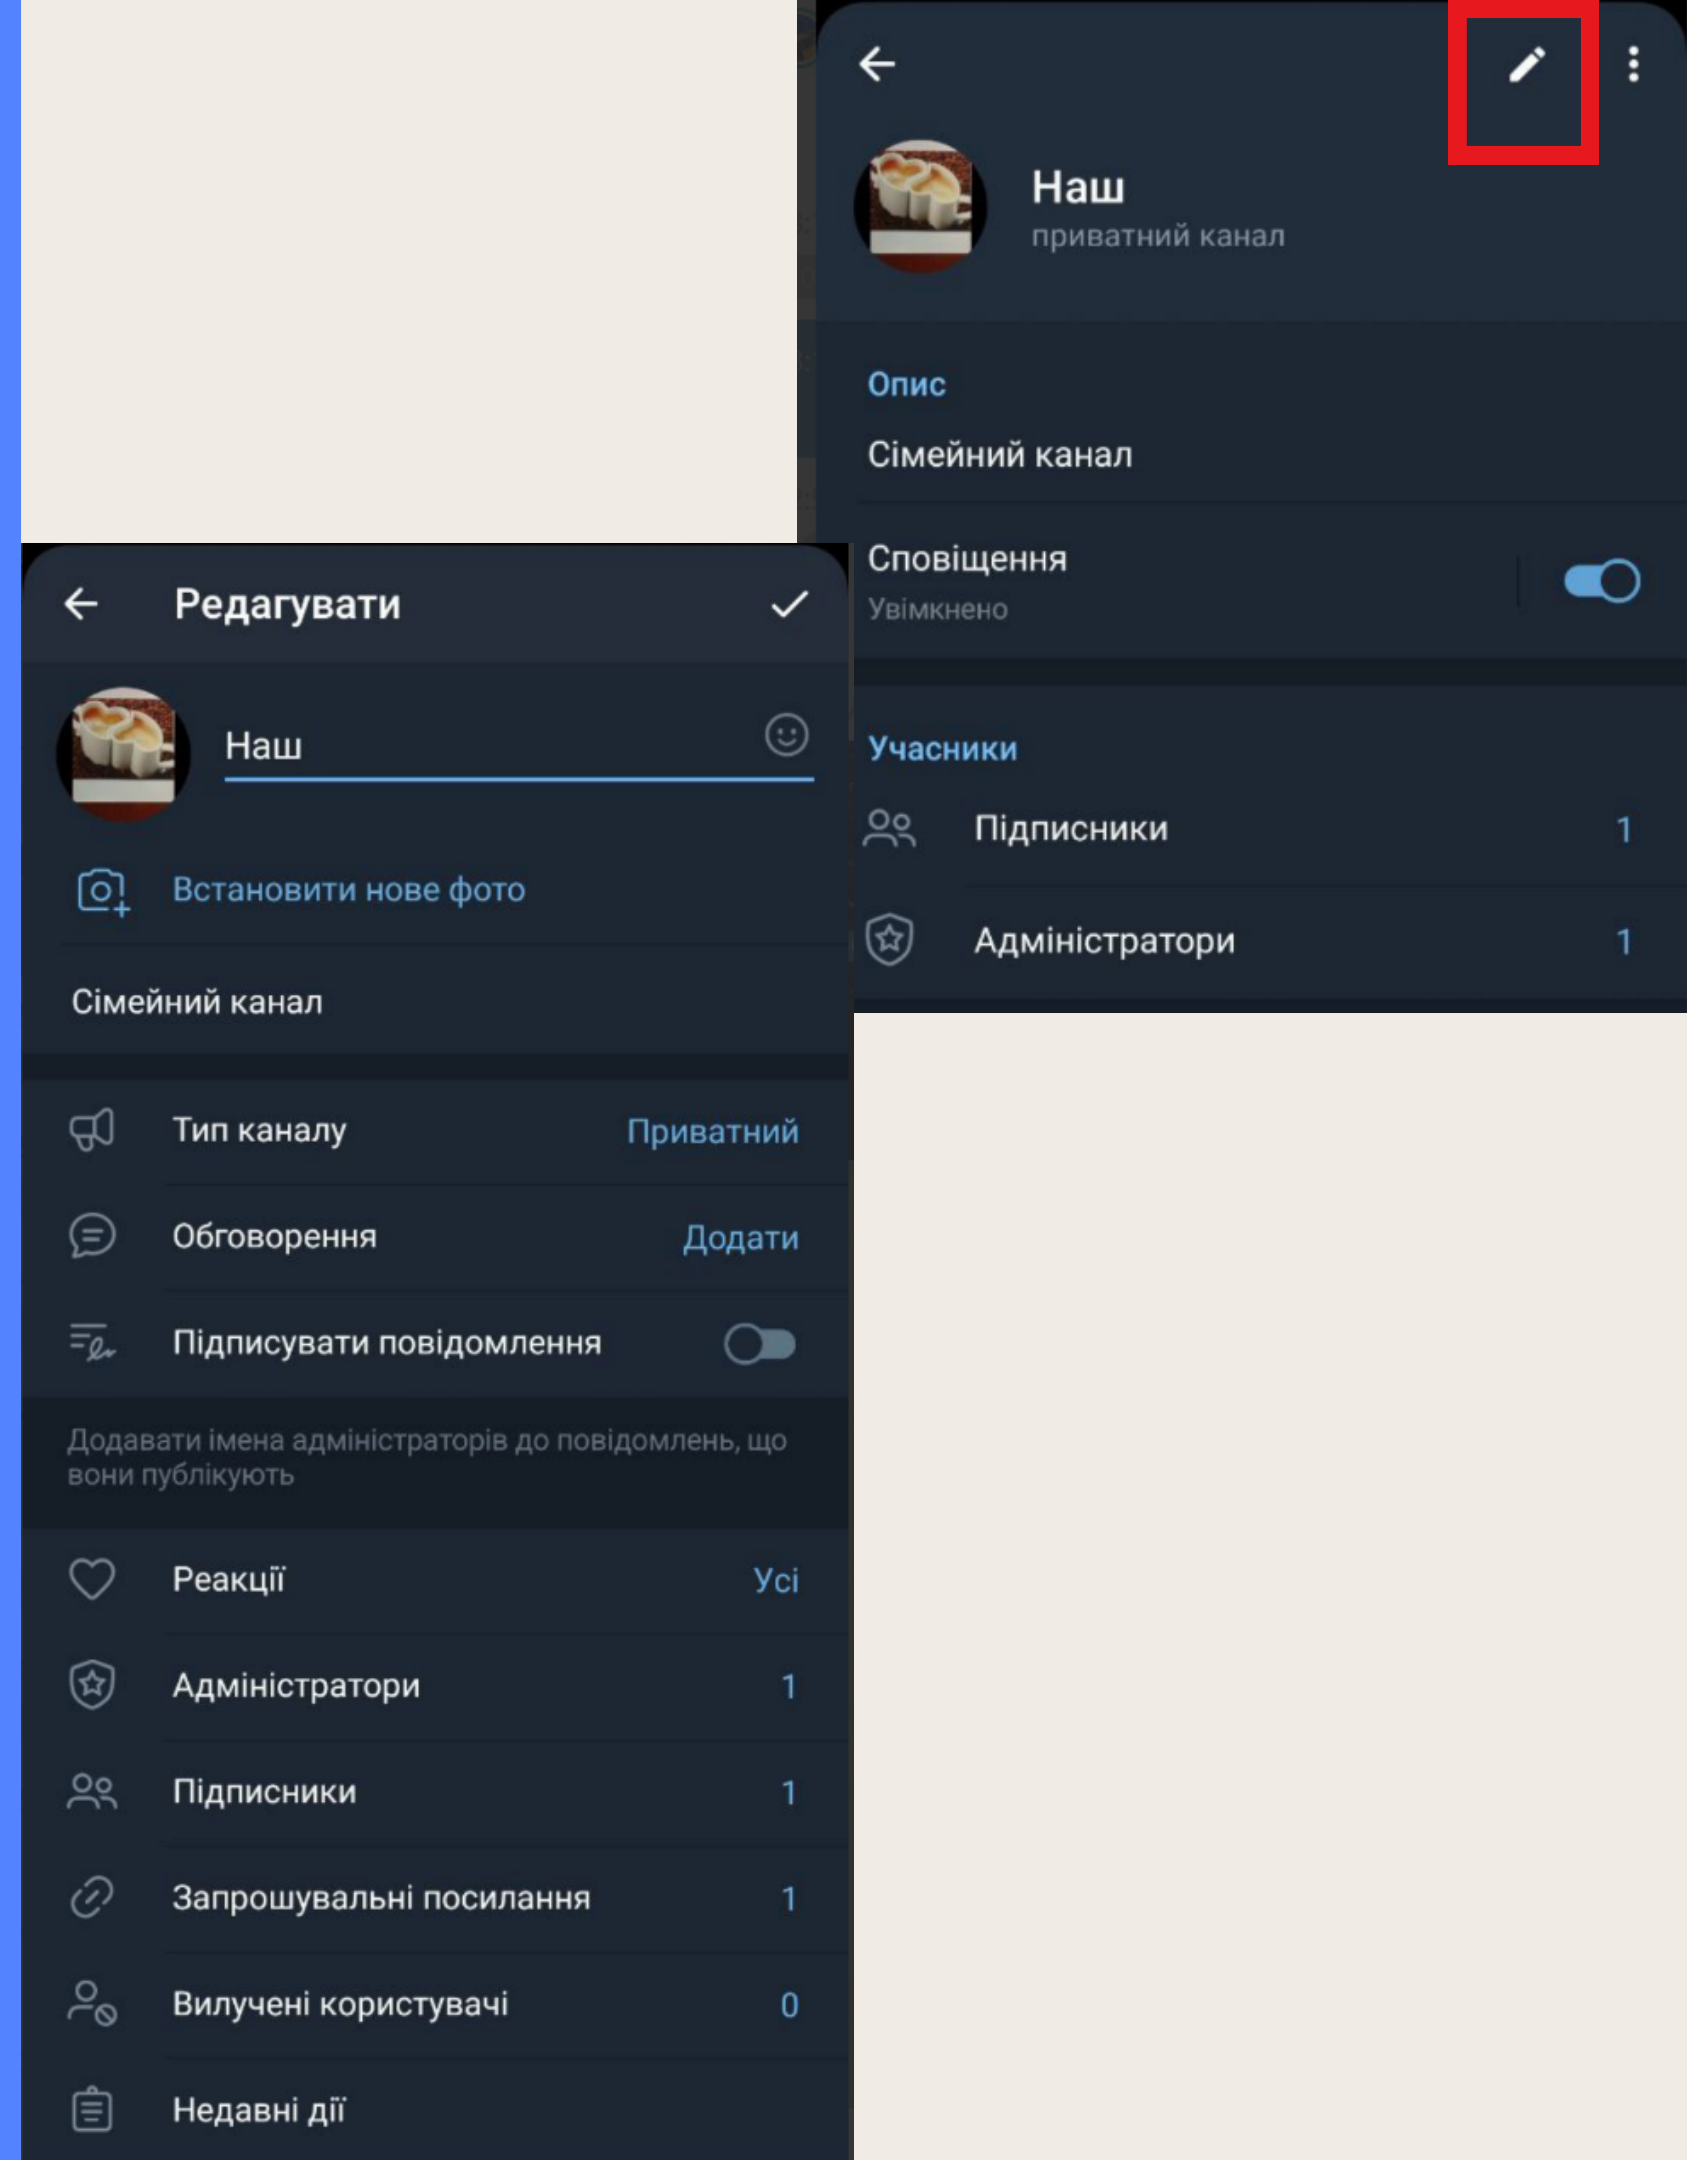 Наш
приватний канал
Опис
Сімейний канал
Сповіщення
Увімкнено
Учасники
Підписники 1
Адміністратори 1
Редагувати
Наш
Встановити нове фото
Сімейний канал
Тип каналу Приватний
Обговорення Додати
Підписувати повідомлення
Додавати імена адміністраторів до повідомлень, що
вони публікують
Реакції Усі
Адміністратори 1
Підписники 1
Запрошувальні посилання 1
Вилучені користувачі 0
Недавні дії